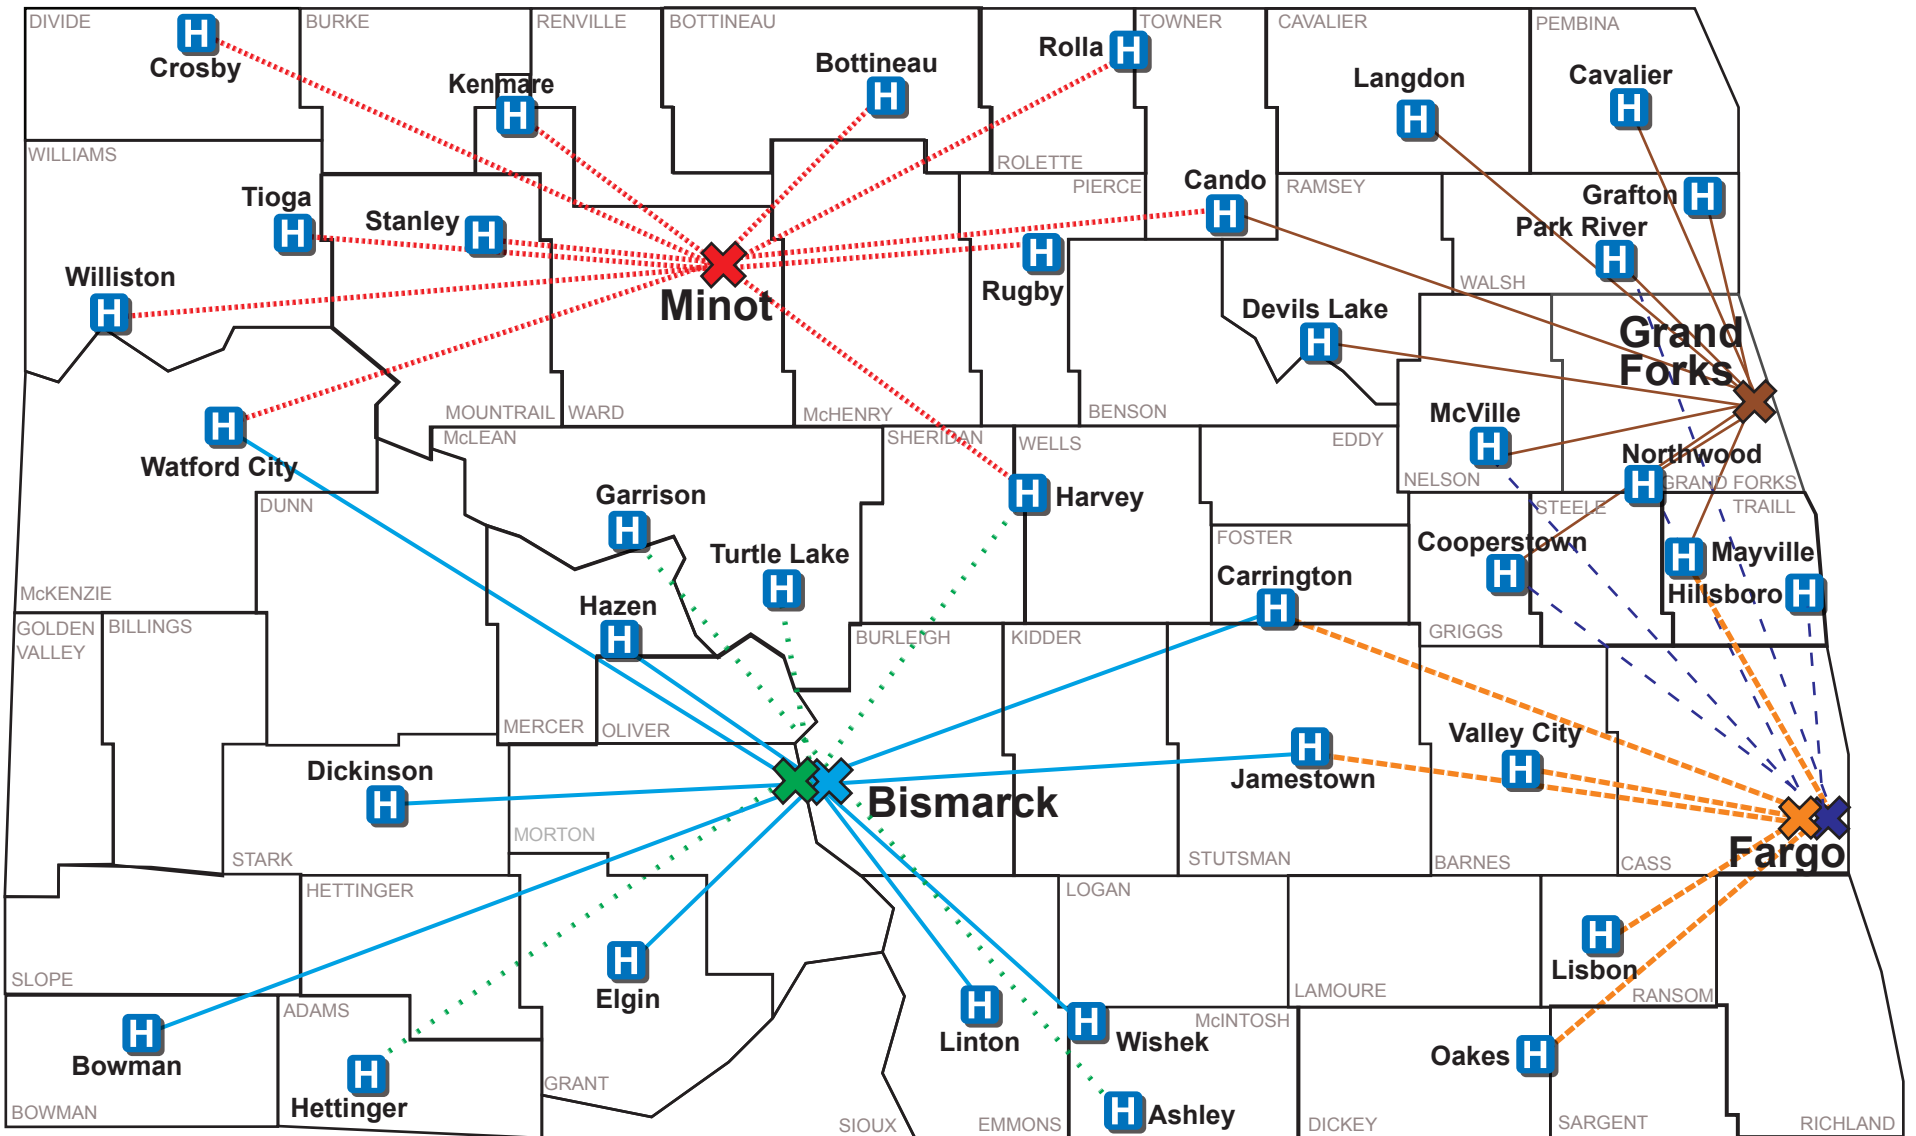 DIVIDE
BURKE
RENVILLE
BOTTINEAU
TOWNER
CAVALIER
PEMBINA
H
Crosby
Kenmare
H
Bottineau
H
Rolla
H
Langdon
H
Cavalier
H
WILLIAMS
ROLETTE
PIERCE
RAMSEY
Tioga
H
Stanley
H
Cando
H
Grafton
H
Park River
H
Williston
H
Minot
Rugby
H
WALSH
Devils Lake
H
Grand
Forks
H
Watford City
MOUNTRAIL
WARD
McHENRY
BENSON
McVille
H
McLEAN
SHERIDAN
WELLS
EDDY
NELSON
Northwood
H
GRAND FORKS
DUNN
Garrison
H
H
Harvey
STEELE
TRAILL
FOSTER
Turtle Lake
H
Cooperstown
H
H
Mayville
Hillsboro
H
McKENZIE
Hazen
H
Carrington
H
GOLDEN
VALLEY
BILLINGS
BURLEIGH
KIDDER
GRIGGS
MERCER
OLIVER
Dickinson
H
Bismarck
H
Jamestown
Valley City
H
MORTON
STARK
STUTSMAN
BARNES
CASS
Fargo
HETTINGER
LOGAN
H
Elgin
H
Lisbon
SLOPE
LAMOURE
RANSOM
ADAMS
H
Bowman
H
Linton
H
Wishek
McINTOSH
Oakes
H
H
Hettinger
GRANT
H
Ashley
BOWMAN
SIOUX
EMMONS
DICKEY
SARGENT
RICHLAND